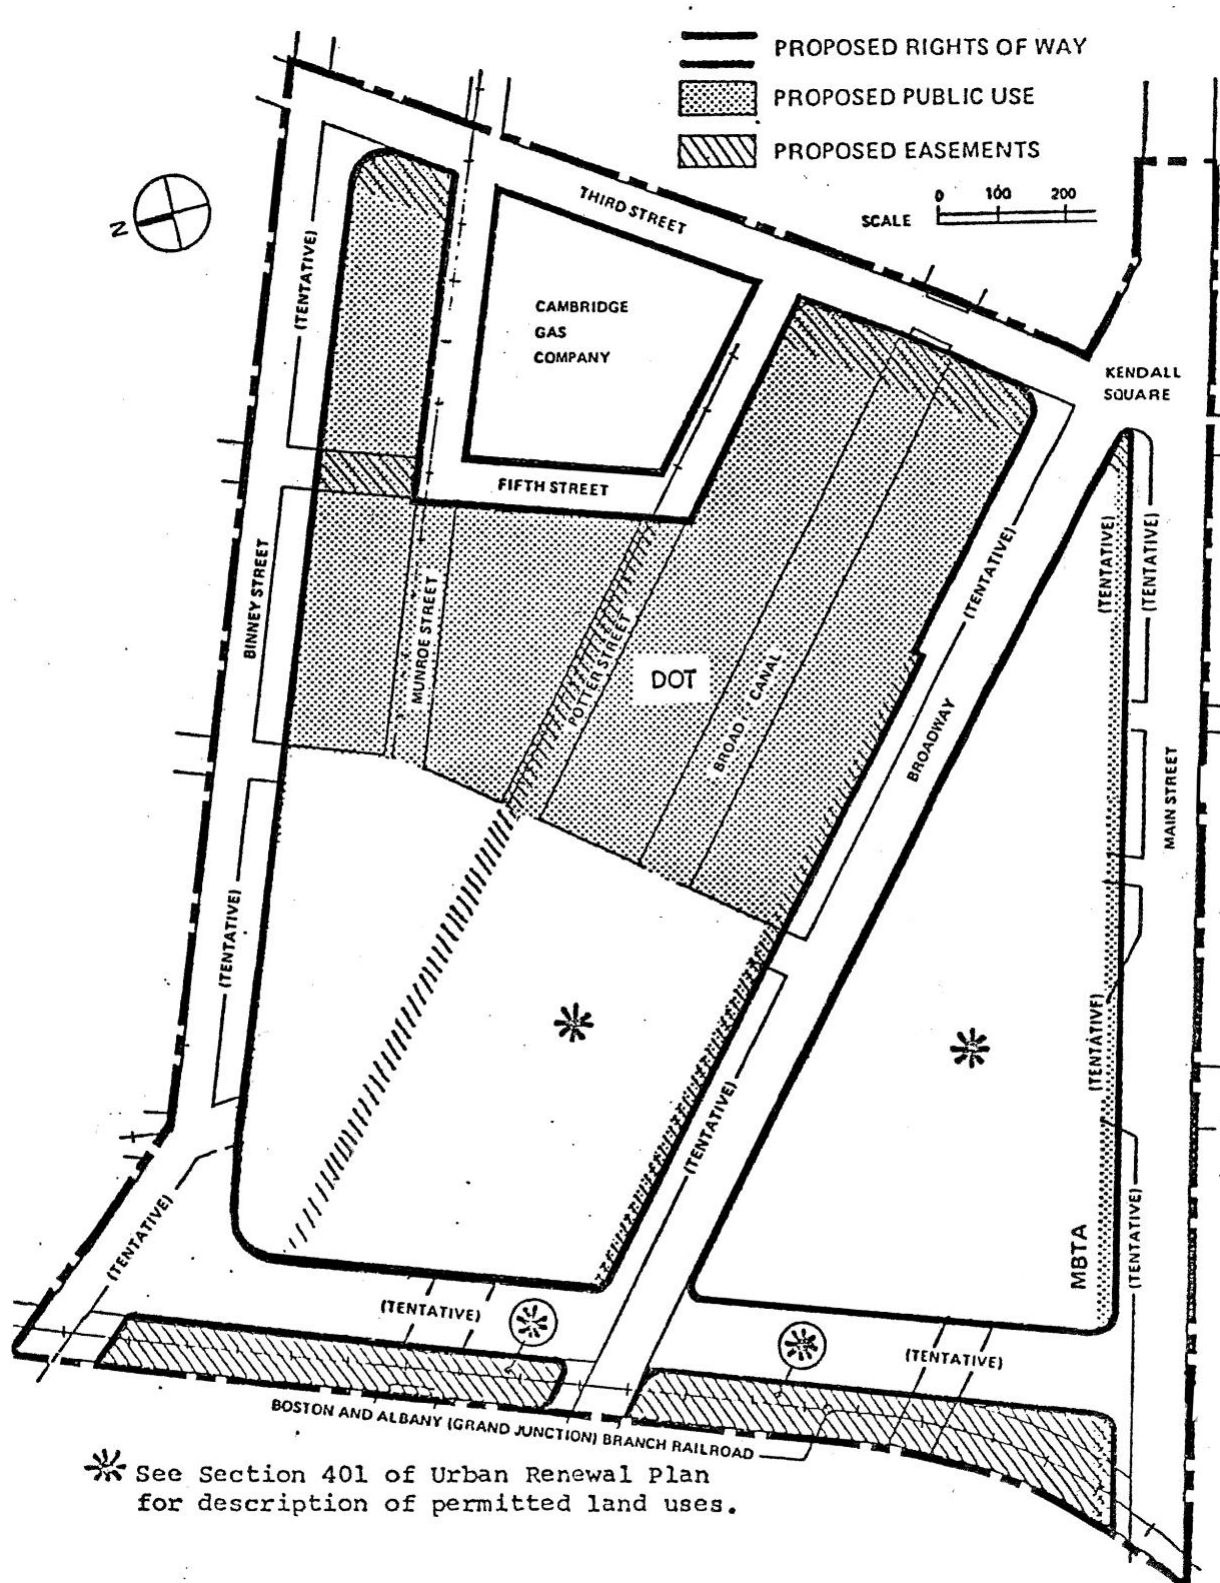 PROPOSED RIGHTS OF WAY
PROPOSED PUBLIC USE
PROPOSED EASEMENTS
0 100 200
SCALE
N
THIRD STREET
(TENTATIVE)
CAMBRIDGE
GAS
COMPANY
KENDALL
SQUARE
FIFTH STREET
(TENTATIVE)
(TENTATIVE)
(TENTATIVE)
BINNEY STREET
MUNROE STREET
POTTER STREET
DOT
BROAD CANAL
BROADWAY
MAIN STREET
(TENTATIVE)
(TENTATIVE)
(TENTATIVE)
(TENTATIVE)
MBTA
(TENTATIVE)
(TENTATIVE)
(TENTATIVE)
BOSTON AND ALBANY (GRAND JUNCTION) BRANCH RAILROAD
See Section 401 of Urban Renewal Plan
for description of permitted land uses.